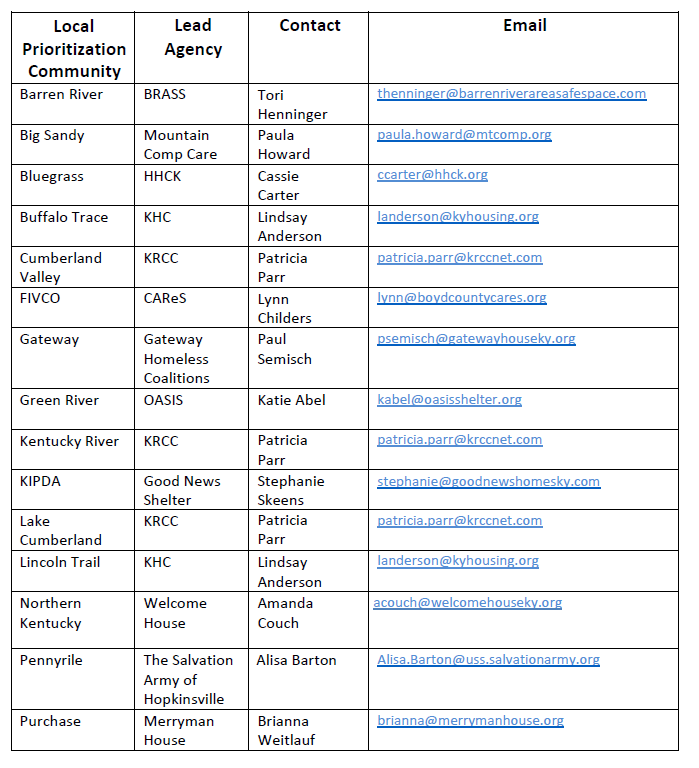 Local Prioritization Community | Lead Agency | Contact | Email
Barren River | BRASS | Tori Henninger | thenninger@barrenriverareasafespace.com
Big Sandy | Mountain Comp Care | Paula Howard | paula.howard@mtcomp.org
Bluegrass | HHCK | Cassie Carter | ccarter@hhck.org
Buffalo Trace | KHC | Lindsay Anderson | landerson@kyhousing.org
Cumberland Valley | KRCC | Patricia Parr | patricia.parr@krccnet.com
FIVCO | CAReS | Lynn Childers | lynn@boydcountycares.org
Gateway | Gateway Homeless Coalitions | Paul Semisch | psemisch@gatewayhouseky.org
Green River | OASIS | Katie Abel | kabel@oasisshelter.org
Kentucky River | KRCC | Patricia Parr | patricia.parr@krccnet.com
KIPDA | Good News Shelter | Stephanie Skeens | stephanie@goodnewshomesky.com
Lake Cumberland | KRCC | Patricia Parr | patricia.parr@krccnet.com
Lincoln Trail | KHC | Lindsay Anderson | landerson@kyhousing.org
Northern Kentucky | Welcome House | Amanda Couch | acouch@welcomehouseky.org
Pennyrile | The Salvation Army of Hopkinsville | Alisa Barton | Alisa.Barton@uss.salvationarmy.org
Purchase | Merryman House | Brianna Weitlauf | brianna@merrymanhouse.org